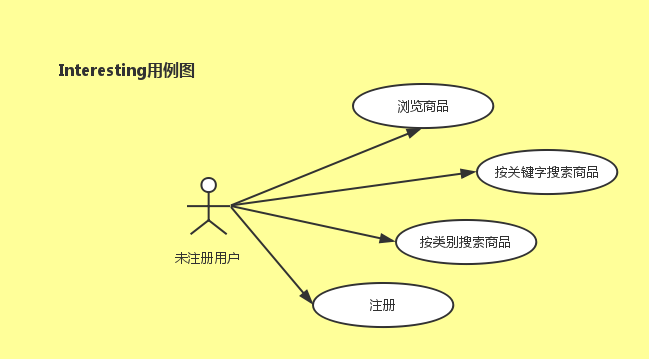 Interesting用例图
浏览商品
按关键字搜索商品
按类别搜索商品
未注册用户
注册